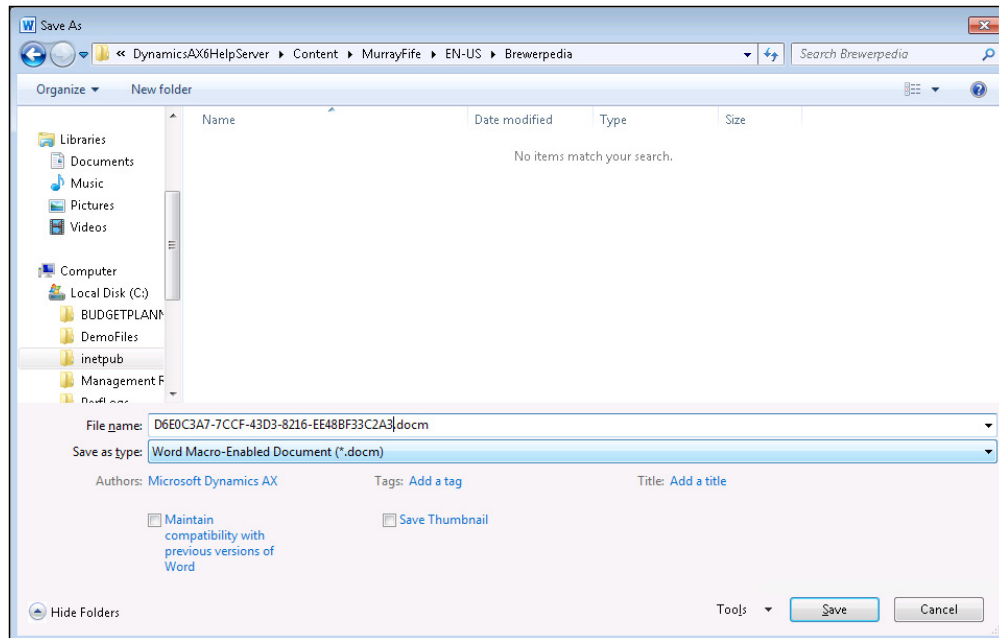 Save As
« DynamicsAX6HelpServer ▸ Content ▸ MurrayFife ▸ EN-US ▸ Brewerpedia
Search Brewerpedia
Organize
New folder
Name Date modified Type Size
No items match your search.
Libraries
Documents
Music
Pictures
Videos
Computer
Local Disk (C:)
BUDGETPLANN
DemoFiles
inetpub
Management R
PerfLogs
File name: D6E0C3A7-7CCF-43D3-8216-EE48BF33C2A3.docm
Save as type: Word Macro-Enabled Document (*.docm)
Authors: Microsoft Dynamics AX Tags: Add a tag Title: Add a title
Maintain compatibility with previous versions of Word
Save Thumbnail
Hide Folders
Tools
Save
Cancel